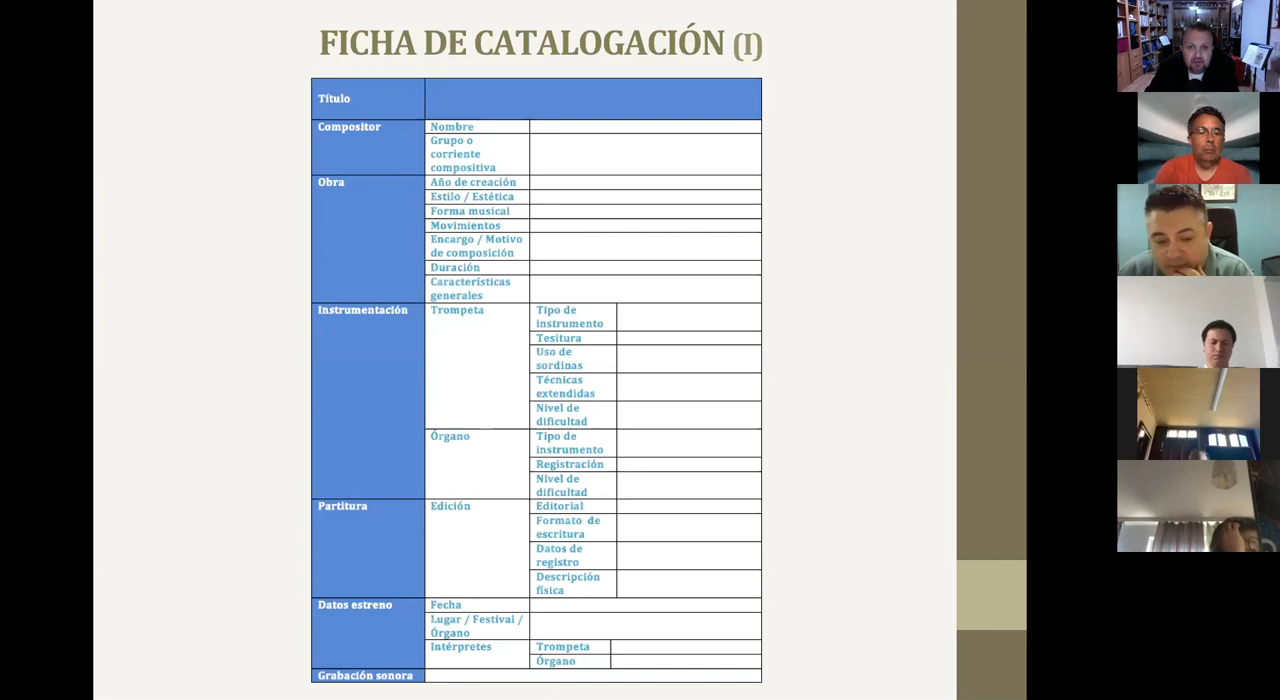 FICHA DE CATALOGACIÓN (I)
Título
Compositor
Nombre
Grupo o
corriente
compositiva
Obra
Año de creación
Estilo / Estética
Forma musical
Movimientos
Encargo / Motivo
de composición
Duración
Características
generales
Instrumentación
Trompeta
Tipo de
instrumento
Tesitura
Uso de
sordinas
Técnicas
extendidas
Nivel de
dificultad
Órgano
Tipo de
instrumento
Registración
Nivel de
dificultad
Partitura
Edición
Editorial
Formato de
escritura
Datos de
registro
Descripción
física
Datos estreno
Fecha
Lugar / Festival /
Órgano
Intérpretes
Trompeta
Órgano
Grabación sonora